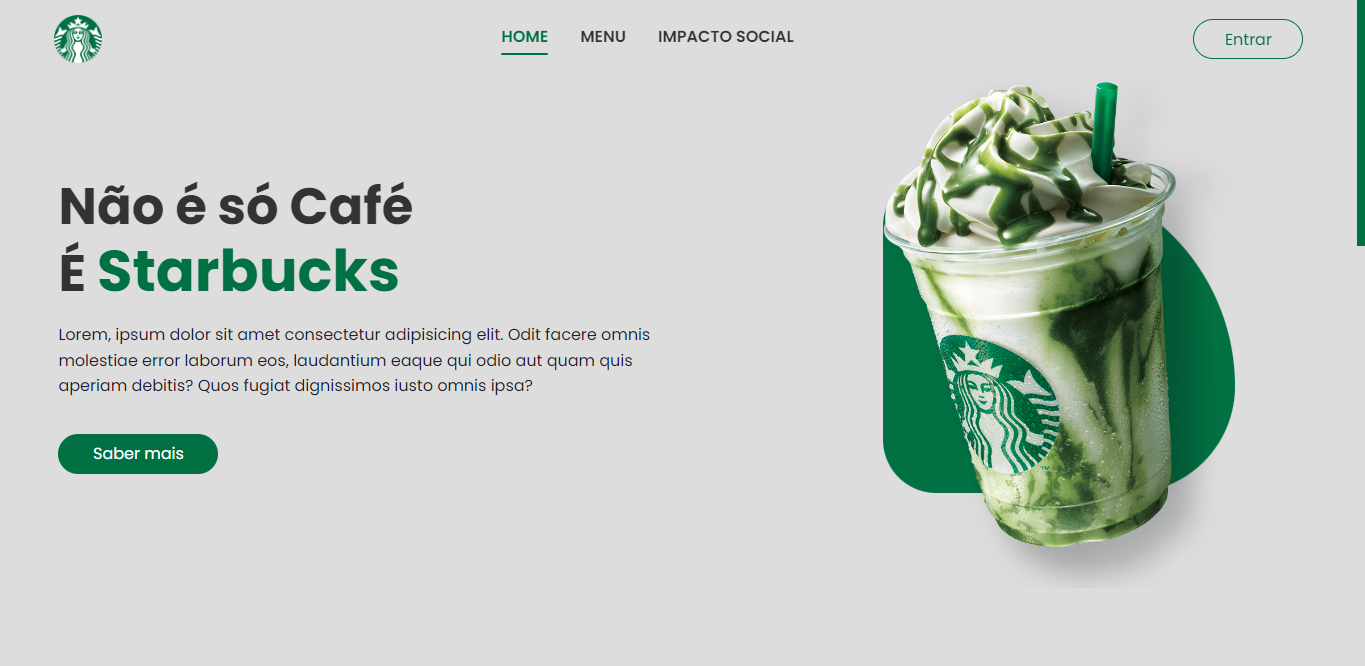 HOME MENU IMPACTO SOCIAL Entrar
Não é só Café
É Starbucks
Lorem, ipsum dolor sit amet consectetur adipisicing elit. Odit facere omnis
molestiae error laborum eos, laudantium eaque qui odio aut quam quis
aperiam debitis? Quos fugiat dignissimos iusto omnis ipsa?
Saber mais